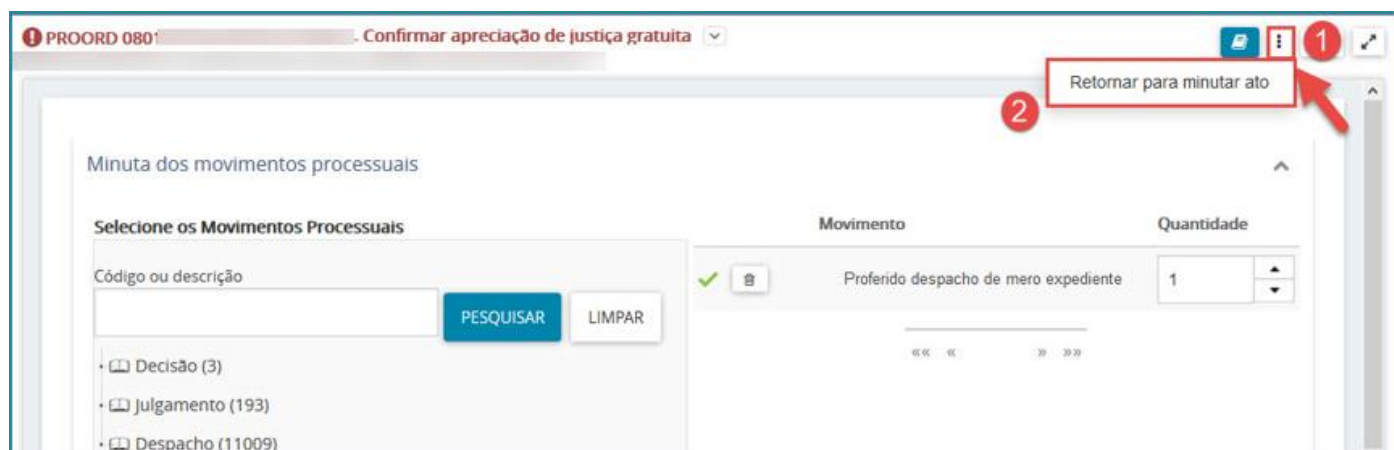 PROORD 0801
. Confirmar apreciação de justiça gratuita
1
Retornar para minutar ato
2
Minuta dos movimentos processuais
Selecione os Movimentos Processuais
Movimento
Quantidade
Código ou descrição
Proferido despacho de mero expediente
1
PESQUISAR
LIMPAR
«« « » »»
Decisão (3)
Julgamento (193)
Despacho (11009)